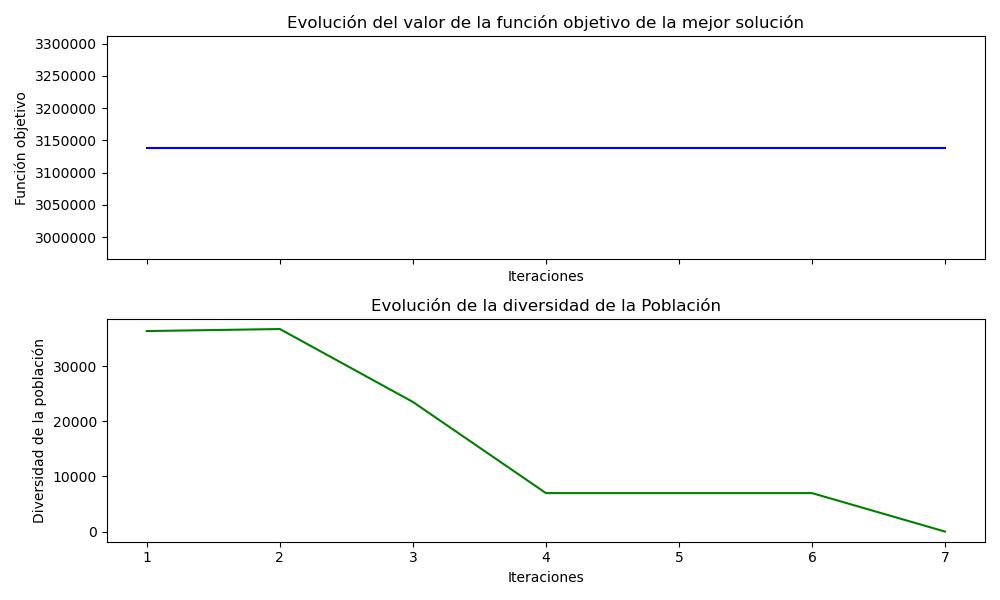 Evolución del valor de la función objetivo de la mejor solución
Función objetivo
3300000
3250000
3200000
3150000
3100000
3050000
3000000
Iteraciones
Evolución de la diversidad de la Población
Diversidad de la población
30000
20000
10000
0
1 2 3 4 5 6 7
Iteraciones